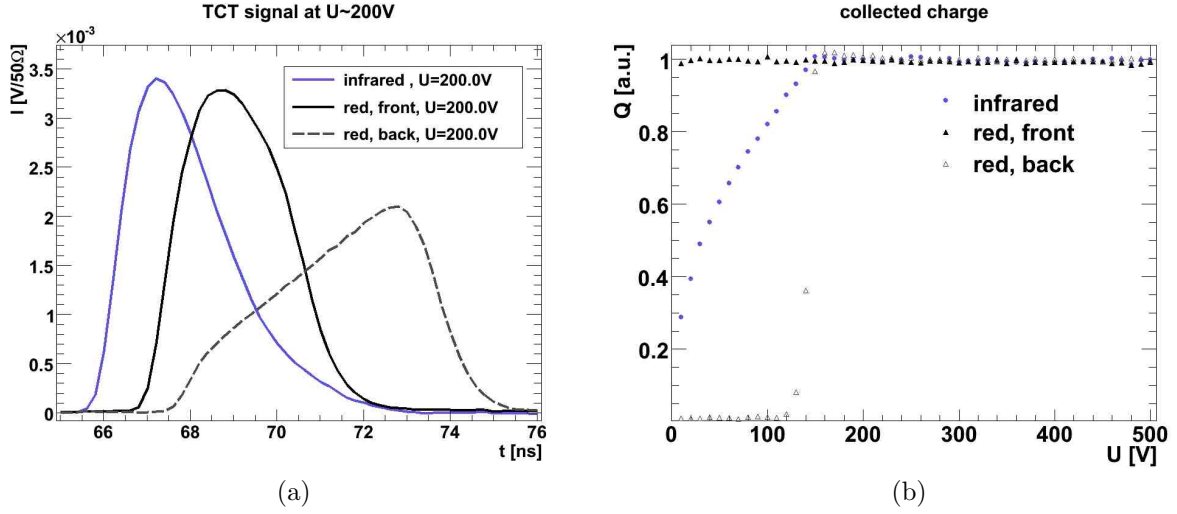 TCT signal at U~200V
×10⁻³
I [V/50Ω]
3.5
3
2.5
2
1.5
1
0.5
0
infrared , U=200.0V
red, front, U=200.0V
red, back, U=200.0V
66 68 70 72 74 76
t [ns]
(a)
collected charge
Q [a.u.]
1
0.8
0.6
0.4
0.2
infrared
red, front
red, back
0 100 200 300 400 500
U [V]
(b)